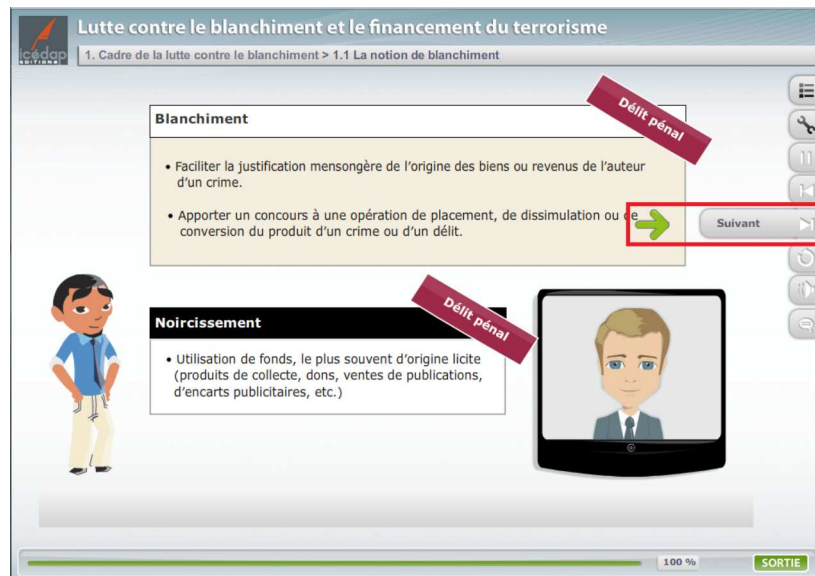 Lutte contre le blanchiment et le financement du terrorisme
icédap
EDITIONS
1. Cadre de la lutte contre le blanchiment > 1.1 La notion de blanchiment
Blanchiment
Délit pénal
• Faciliter la justification mensongère de l'origine des biens ou revenus de l'auteur
d'un crime.
• Apporter un concours à une opération de placement, de dissimulation ou de
conversion du produit d'un crime ou d'un délit.
Suivant
Noircissement
Délit pénal
• Utilisation de fonds, le plus souvent d'origine licite
(produits de collecte, dons, ventes de publications,
d'encarts publicitaires, etc.)
100 %
SORTIE